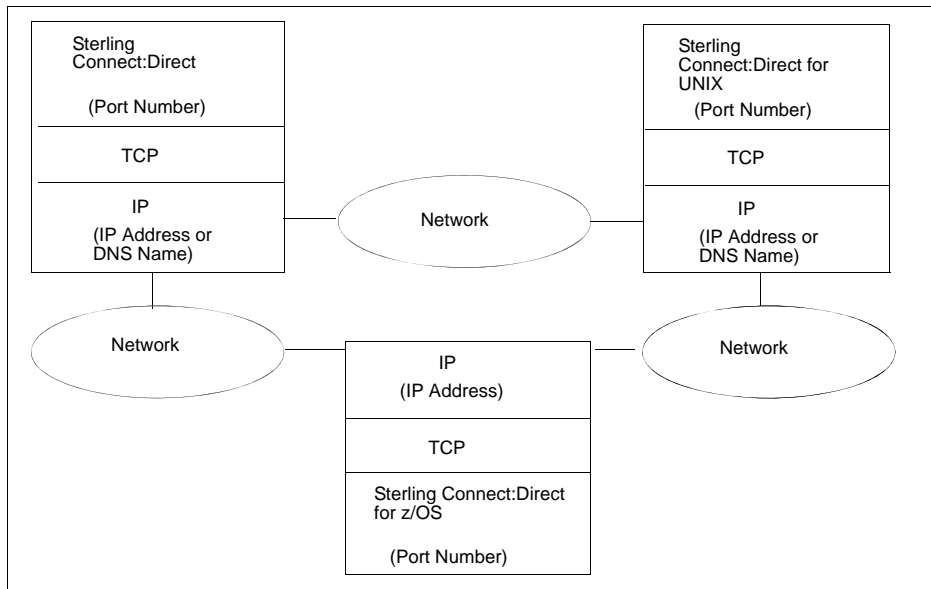 Sterling
Connect:Direct
(Port Number)
TCP
IP
(IP Address or
DNS Name)
Network
Sterling
Connect:Direct for
UNIX
(Port Number)
TCP
IP
(IP Address or
DNS Name)
Network
Network
IP
(IP Address)
TCP
Sterling Connect:Direct
for z/OS
(Port Number)